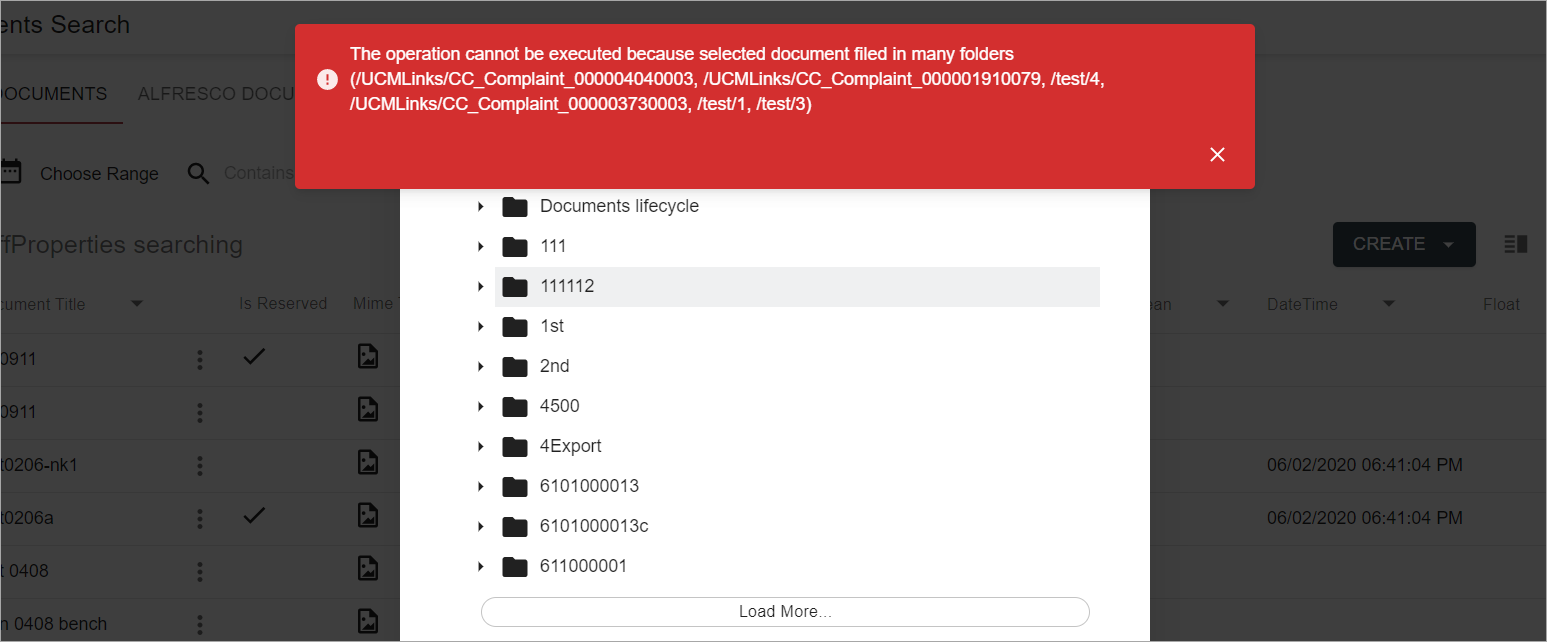 ents Search
The operation cannot be executed because selected document filed in many folders
(/UCMLinks/CC_Complaint_000004040003, /UCMLinks/CC_Complaint_000001910079, /test/4,
/UCMLinks/CC_Complaint_000003730003, /test/1, /test/3)
OCUMENTS ALFRESCO DOCU
Choose Range Contains
Documents lifecycle
111
ffProperties searching
CREATE
111112
cument Title Is Reserved Mime ean DateTime Float
1st
0911
2nd
4500
0911
4Export
t0206-nk1 06/02/2020 06:41:04 PM
6101000013
t0206a 06/02/2020 06:41:04 PM
6101000013c
611000001
t 0408
Load More...
n 0408 bench